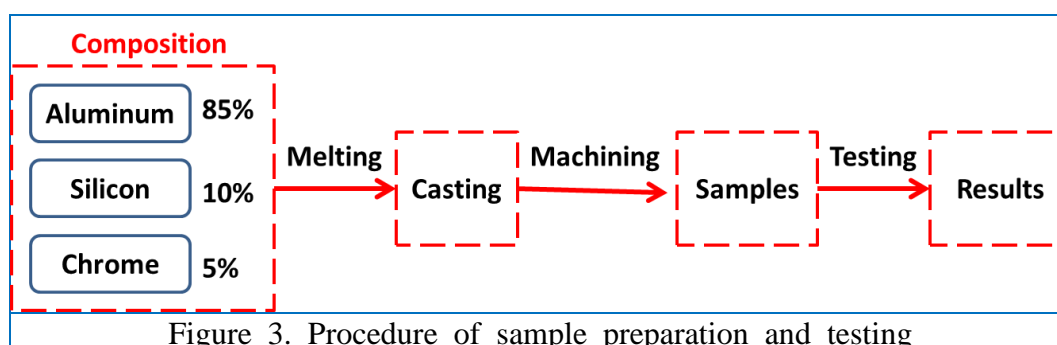 Composition
Aluminum 85%
Silicon 10%
Chrome 5%
Melting
Casting
Machining
Samples
Testing
Results
Figure 3. Procedure of sample preparation and testing